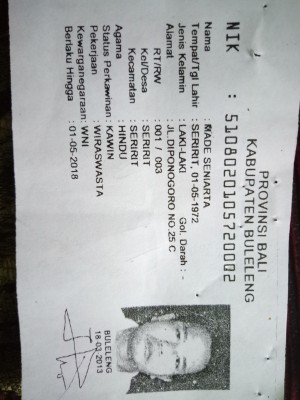 PROVINSI BALI
KABUPATEN BULELENG
NIK : 5108020105720002
Nama : MADE SENIARTA
Tempat/Tgl Lahir : SERIRIT, 01-05-1972
Jenis Kelamin : LAKI-LAKI Gol. Darah : -
Alamat : JL.DIPONOGORO NO.25 C
RT/RW : 001 / 003
Kel/Desa : SERIRIT
Kecamatan : SERIRIT
Agama : HINDU
Status Perkawinan : KAWIN
Pekerjaan : WIRASWASTA
Kewarganegaraan: WNI
Berlaku Hingga : 01-05-2018
BULELENG
18-03-2013